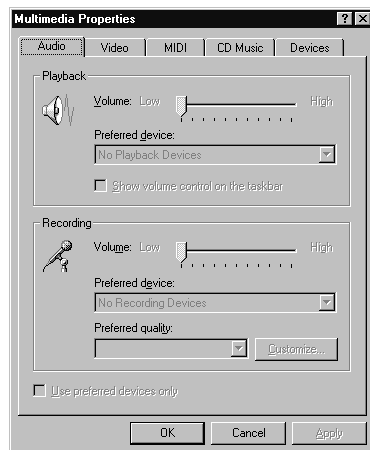 Multimedia Properties
Audio Video MIDI CD Music Devices
Playback
Volume: Low High
Preferred device:
No Playback Devices
Show volume control on the taskbar
Recording
Volume: Low High
Preferred device:
No Recording Devices
Preferred quality:
Customize...
Use preferred devices only
OK Cancel Apply